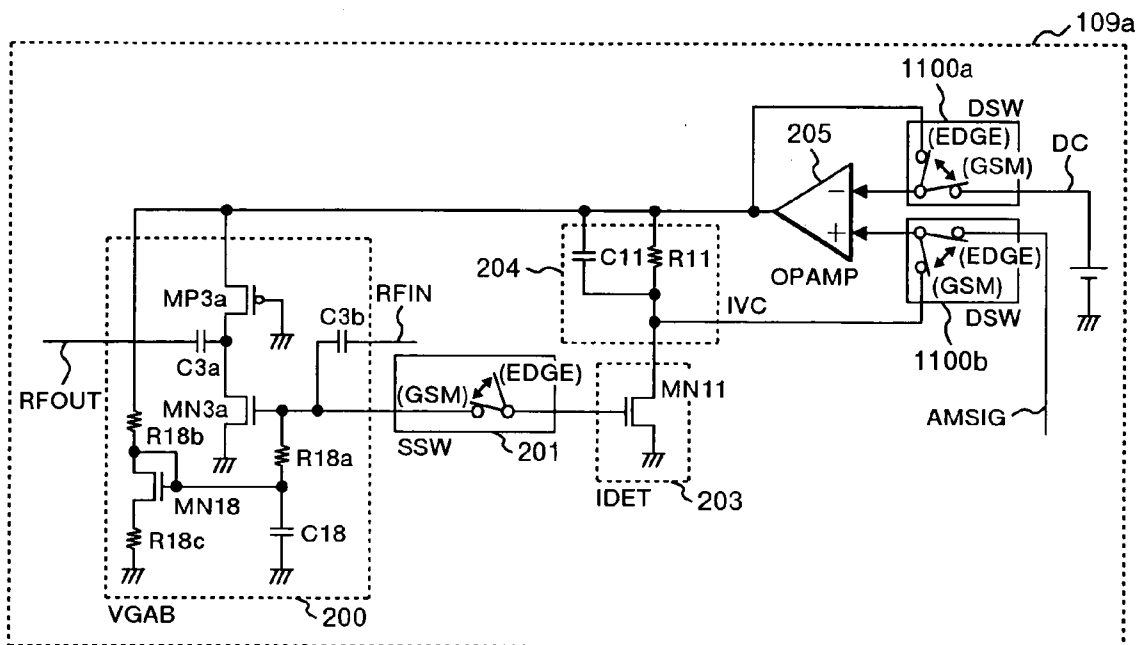 109a
1100a
DSW
(EDGE)
(GSM)
DC
205
−
+
OPAMP
(EDGE)
(GSM)
DSW
1100b
AMSIG
204
C11
R11
IVC
MP3a
C3b
RFIN
C3a
RFOUT
MN3a
(GSM)
(EDGE)
SSW
201
MN11
IDET
203
R18b
R18a
MN18
C18
R18c
VGAB
200